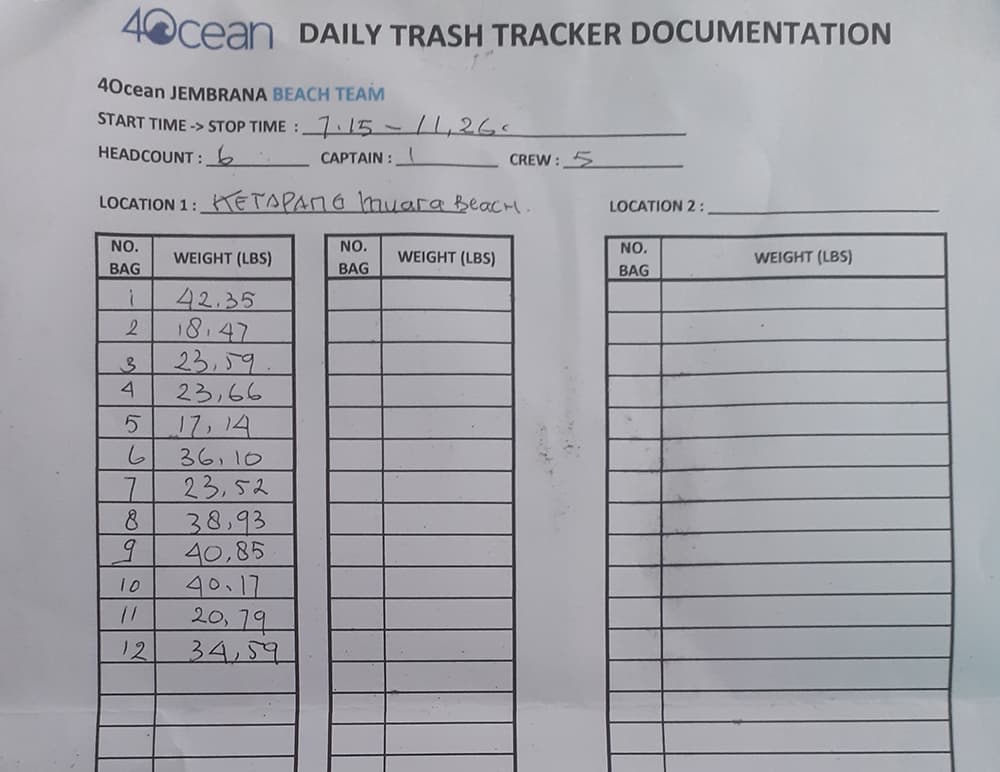 4Ocean DAILY TRASH TRACKER DOCUMENTATION
4Ocean JEMBRANA BEACH TEAM
START TIME -> STOP TIME : 7.15 - 11,26
HEADCOUNT : 6 CAPTAIN : 1 CREW : 5
LOCATION 1 : KETAPANG muara BEACH. LOCATION 2 :
NO. BAG WEIGHT (LBS) NO. BAG WEIGHT (LBS) NO. BAG WEIGHT (LBS)
1 42.35
2 18,47
3 23,59
4 23,66
5 17,14
6 36,10
7 23,52
8 38,93
9 40,85
10 40,17
11 20,79
12 34,59